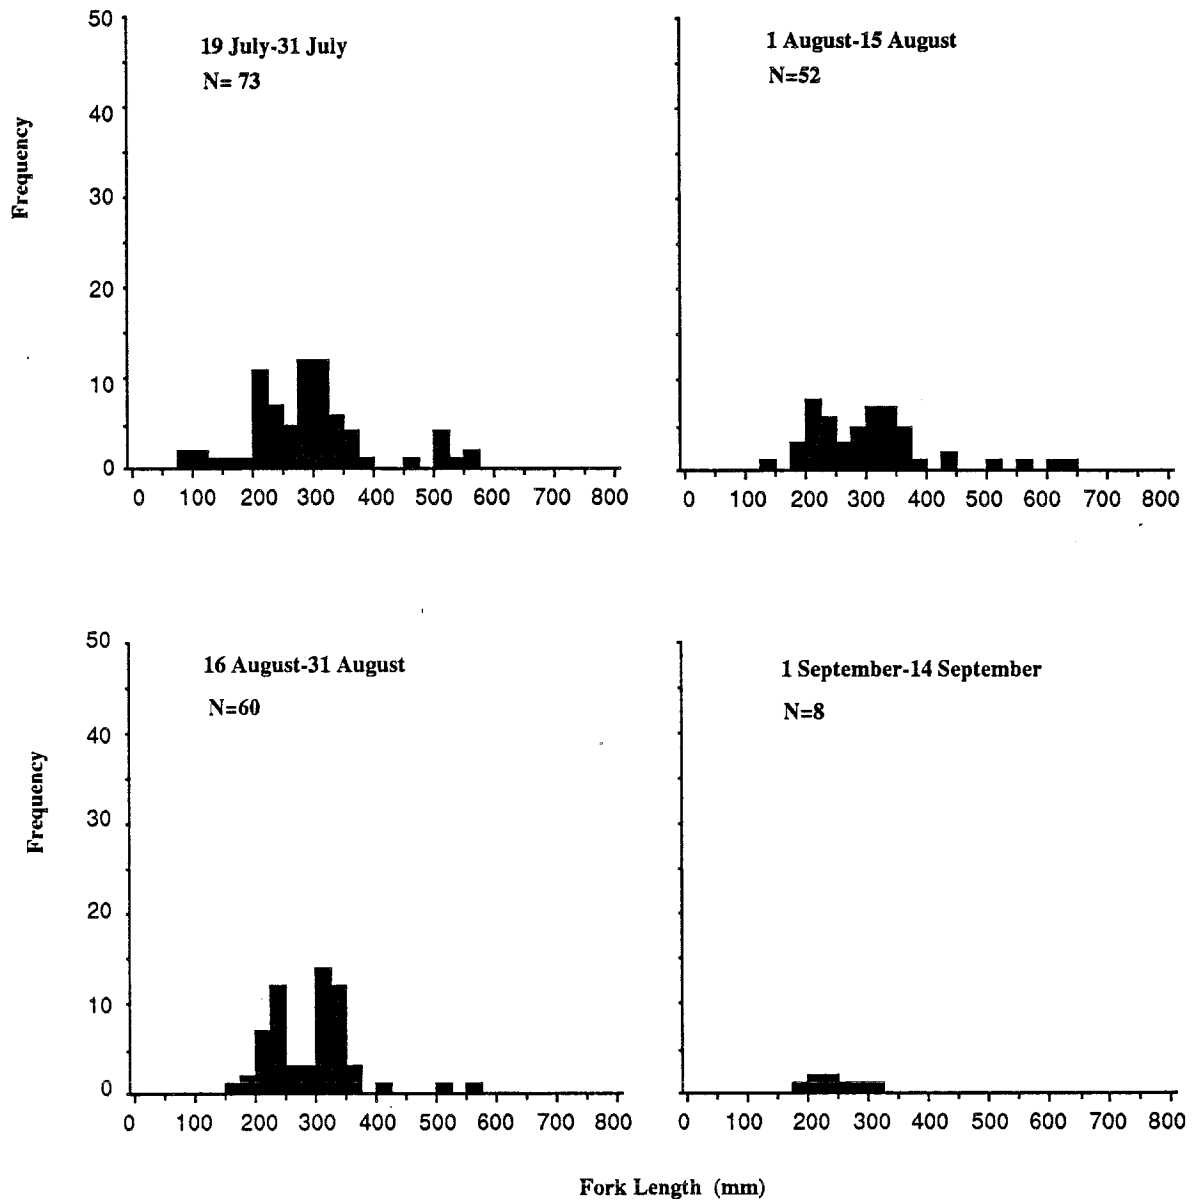 50
40
30
20
10
0
Frequency
19 July-31 July
N= 73
0 100 200 300 400 500 600 700 800
1 August-15 August
N=52
0 100 200 300 400 500 600 700 800
50
40
30
20
10
0
Frequency
16 August-31 August
N=60
0 100 200 300 400 500 600 700 800
1 September-14 September
N=8
0 100 200 300 400 500 600 700 800
Fork Length (mm)